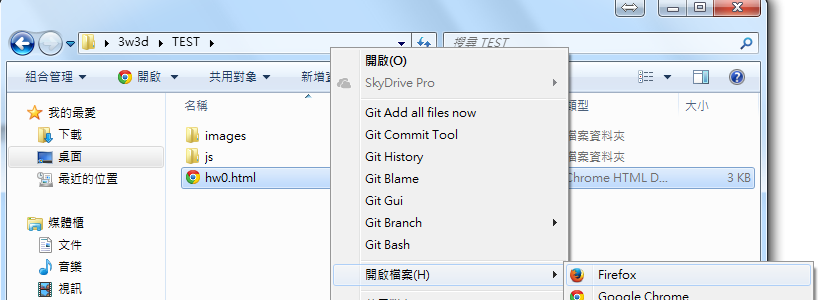 3w3d ▸ TEST ▸
搜尋 TEST
組合管理
開啟
共用對象
新增資
我的最愛
下載
桌面
最近的位置
媒體櫃
文件
音樂
視訊
名稱
類型
大小
images
檔案資料夾
js
檔案資料夾
hw0.html
Chrome HTML D...
3 KB
開啟(O)
SkyDrive Pro
Git Add all files now
Git Commit Tool
Git History
Git Blame
Git Gui
Git Branch
Git Bash
開啟檔案(H)
Firefox
Google Chrome